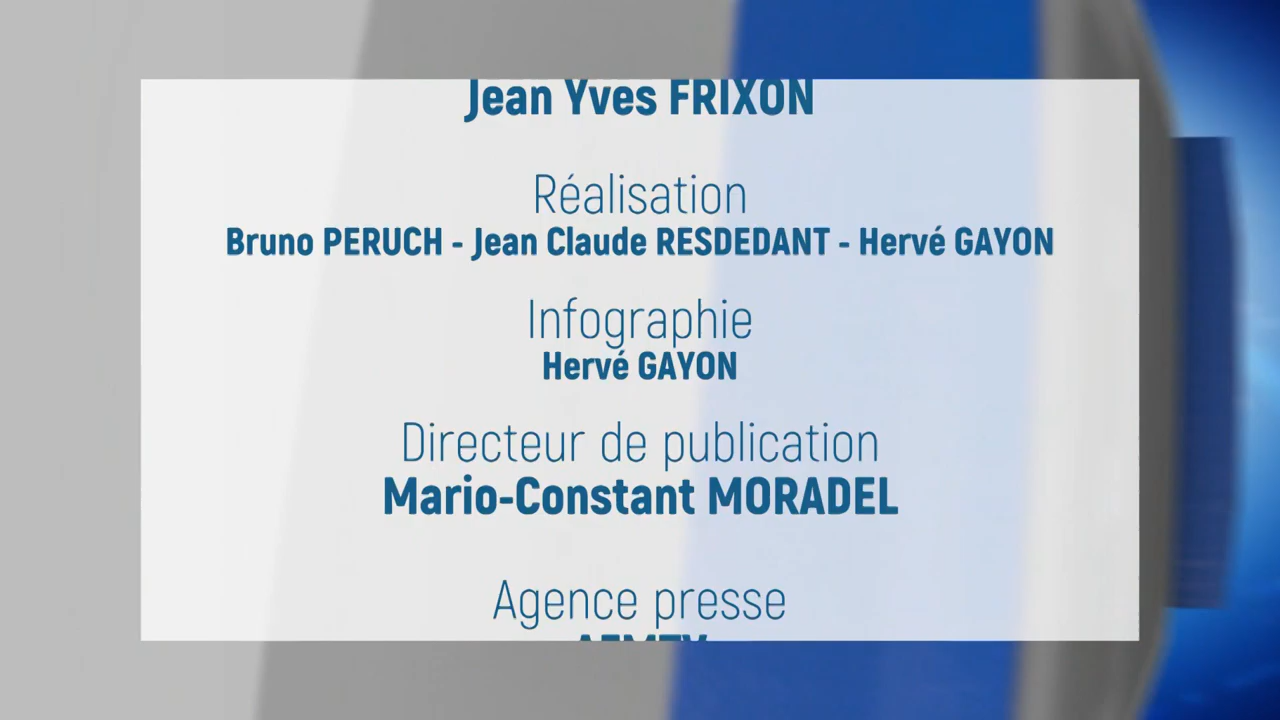 Jean Yves FRIXON
Réalisation
Bruno PERUCH - Jean Claude RESDEDANT - Hervé GAYON
Infographie
Hervé GAYON
Directeur de publication
Mario-Constant MORADEL
Agence presse